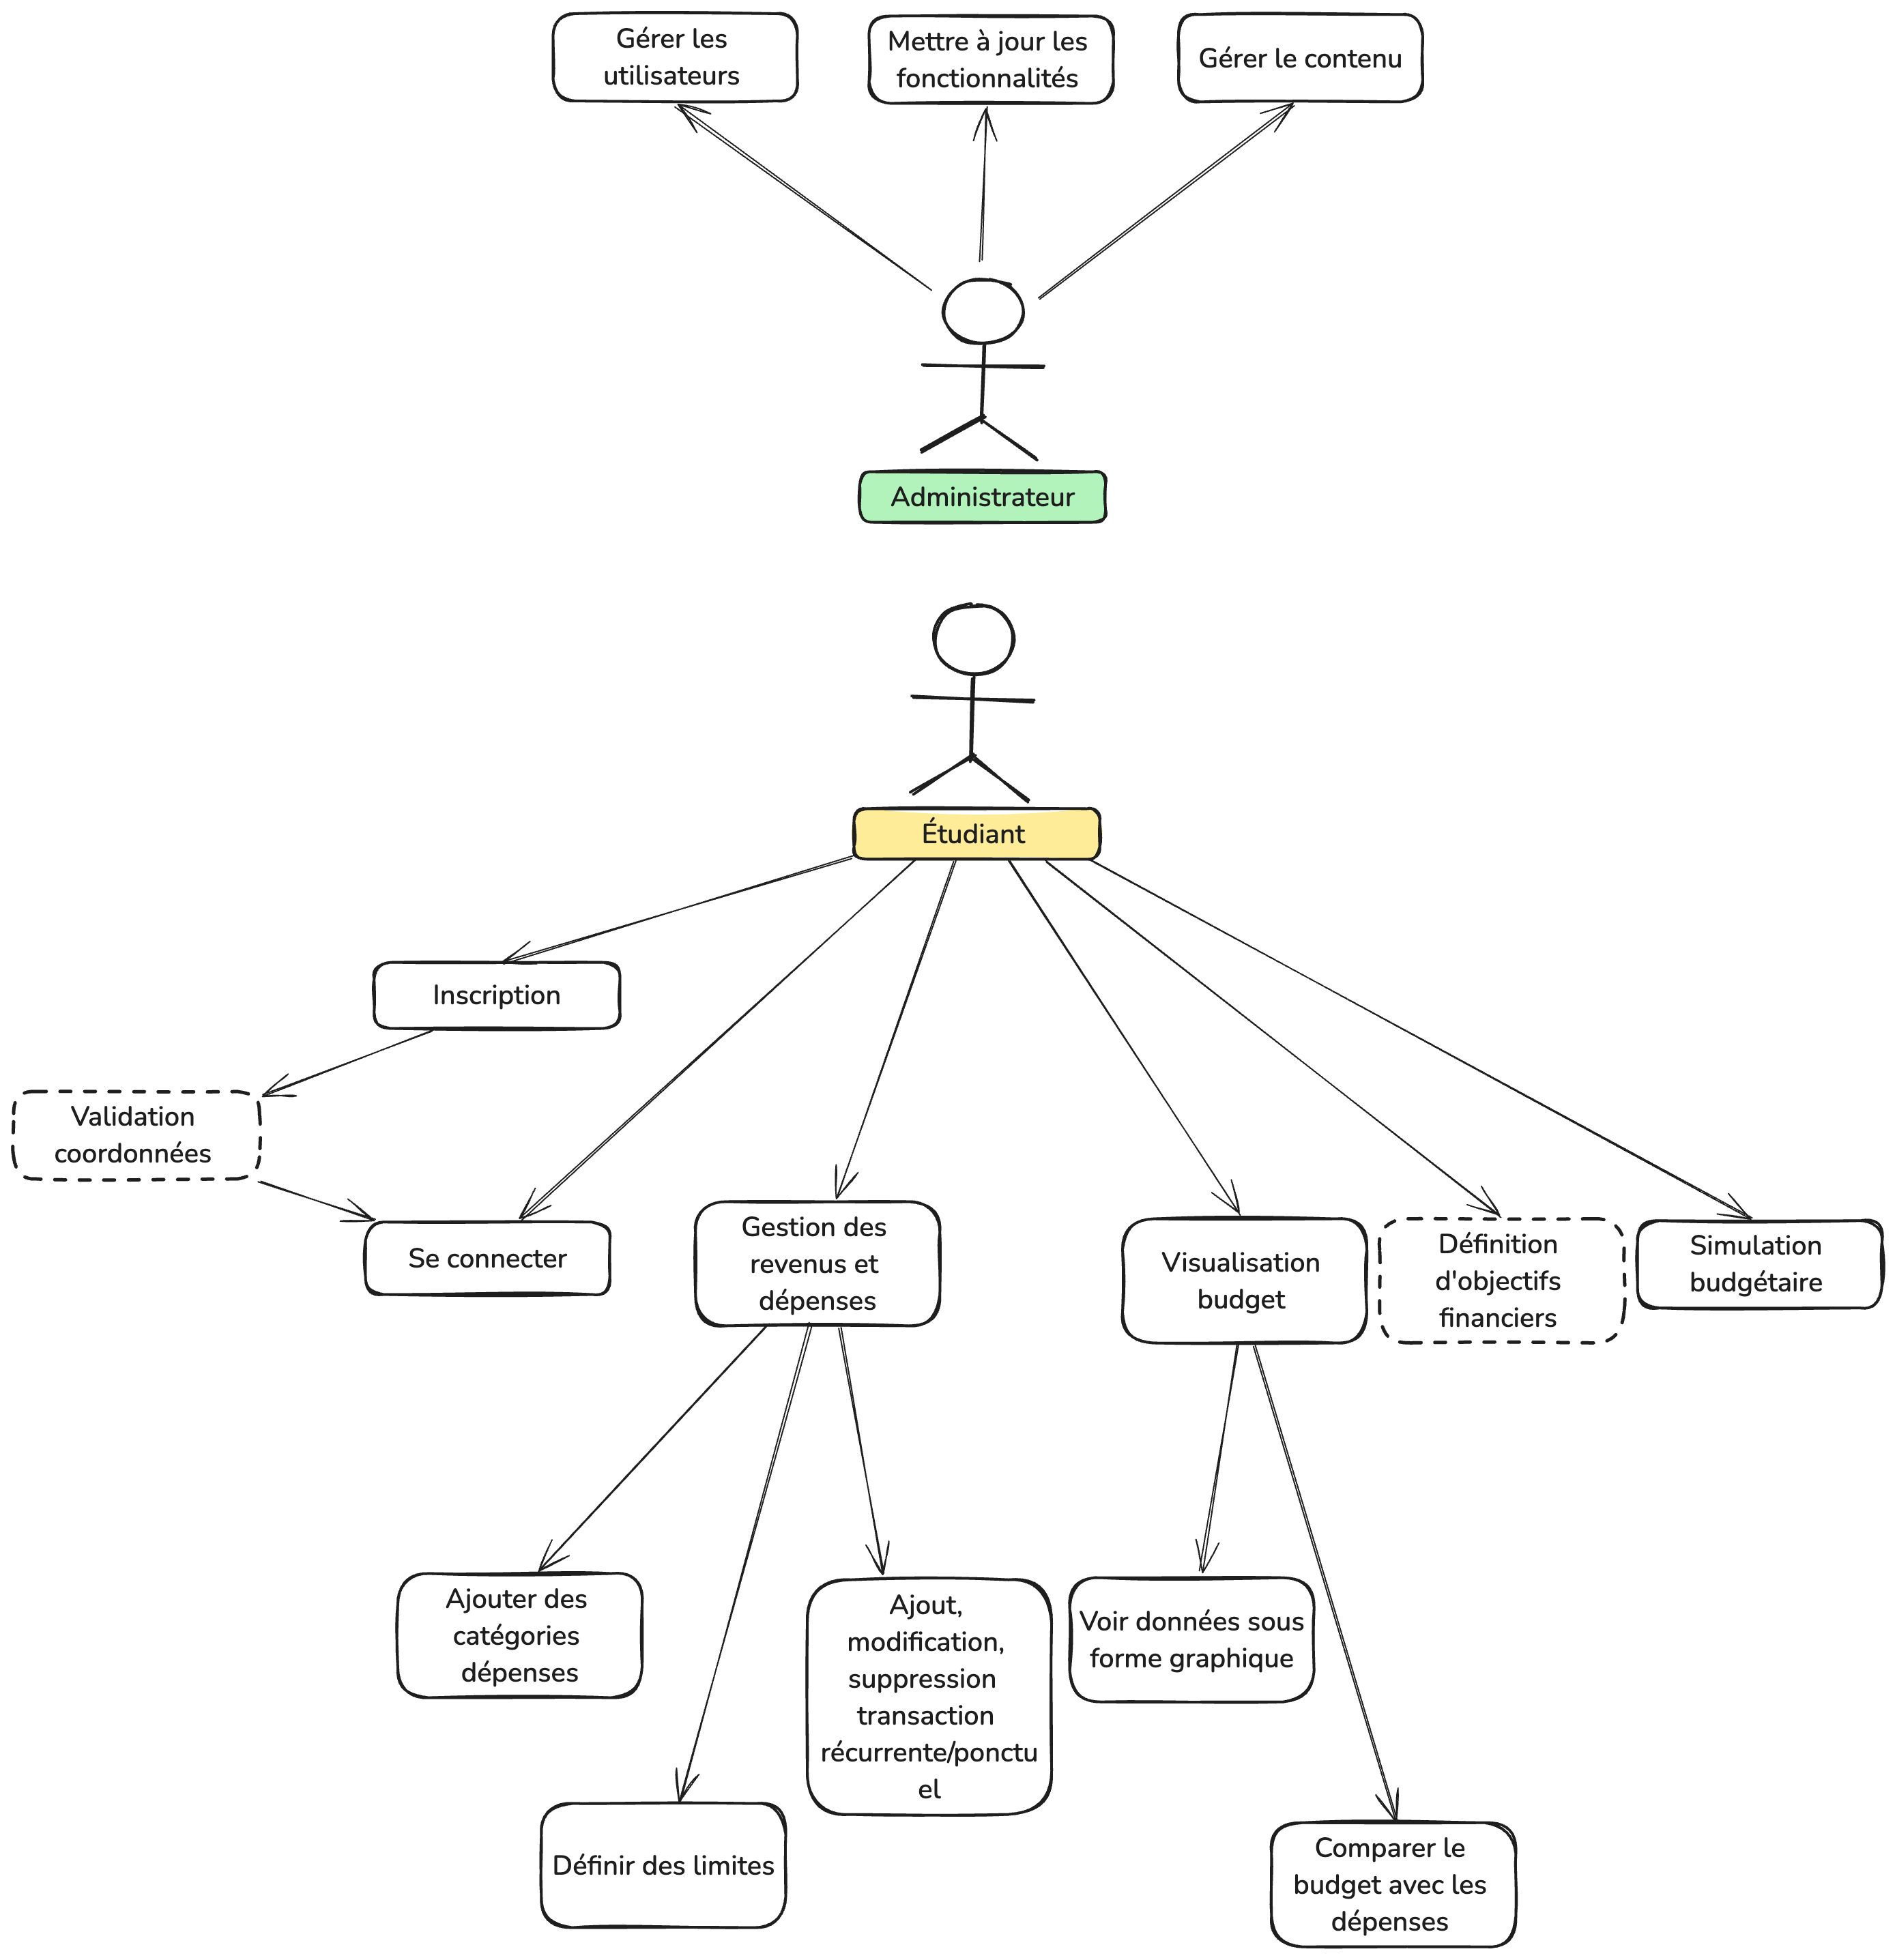 Gérer les
utilisateurs
Mettre à jour les
fonctionnalités
Gérer le contenu
Administrateur
Étudiant
Inscription
Validation
coordonnées
Se connecter
Gestion des
revenus et
dépenses
Visualisation
budget
Définition
d'objectifs
financiers
Simulation
budgétaire
Ajouter des
catégories
dépenses
Ajout,
modification,
suppression
transaction
récurrente/ponctu
el
Voir données sous
forme graphique
Définir des limites
Comparer le
budget avec les
dépenses